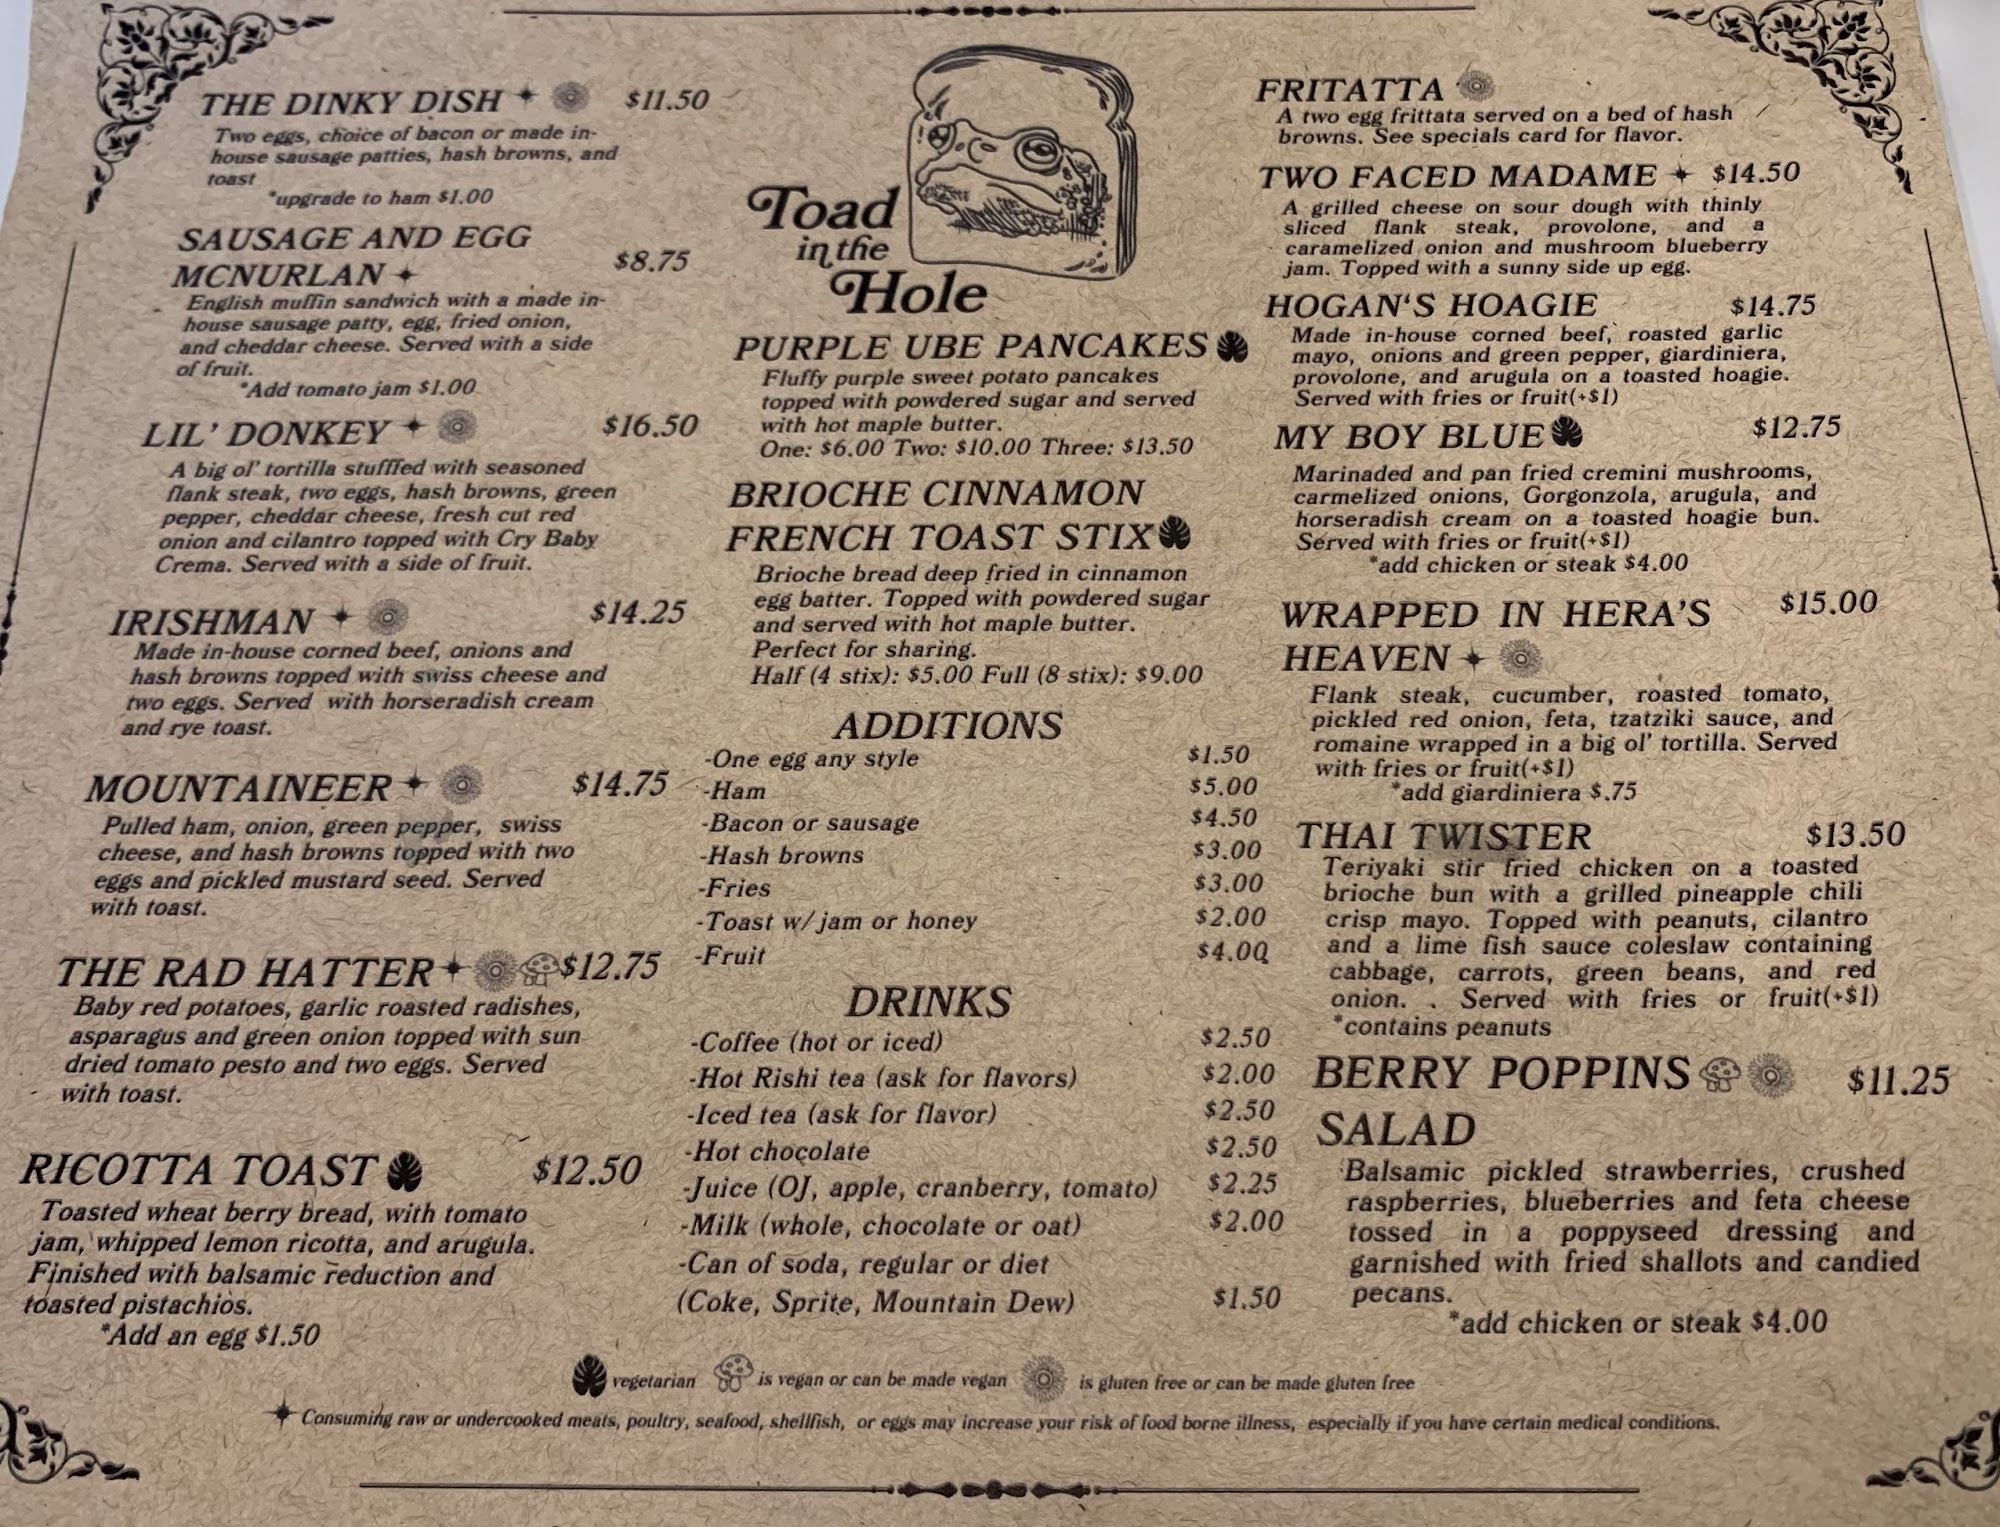 THE DINKY DISH $11.50
Two eggs, choice of bacon or made in-
house sausage patties, hash browns, and
toast
*upgrade to ham $1.00
SAUSAGE AND EGG
MCNURLAN $8.75
English muffin sandwich with a made in-
house sausage patty, egg, fried onion,
and cheddar cheese. Served with a side
of fruit.
*Add tomato jam $1.00
LIL' DONKEY $16.50
A big ol' tortilla stufffed with seasoned
flank steak, two eggs, hash browns, green
pepper, cheddar cheese, fresh cut red
onion and cilantro topped with Cry Baby
Crema. Served with a side of fruit.
IRISHMAN $14.25
Made in-house corned beef, onions and
hash browns topped with swiss cheese and
two eggs. Served with horseradish cream
and rye toast.
MOUNTAINEER $14.75
Pulled ham, onion, green pepper, swiss
cheese, and hash browns topped with two
eggs and pickled mustard seed. Served
with toast.
THE RAD HATTER $12.75
Baby red potatoes, garlic roasted radishes,
asparagus and green onion topped with sun
dried tomato pesto and two eggs. Served
with toast.
RICOTTA TOAST $12.50
Toasted wheat berry bread, with tomato
jam, whipped lemon ricotta, and arugula.
Finished with balsamic reduction and
toasted pistachios.
*Add an egg $1.50
Toad
in the
Hole
PURPLE UBE PANCAKES
Fluffy purple sweet potato pancakes
topped with powdered sugar and served
with hot maple butter.
One: $6.00 Two: $10.00 Three: $13.50
BRIOCHE CINNAMON
FRENCH TOAST STIX
Brioche bread deep fried in cinnamon
egg batter. Topped with powdered sugar
and served with hot maple butter.
Perfect for sharing.
Half (4 stix): $5.00 Full (8 stix): $9.00
ADDITIONS
-One egg any style $1.50
-Ham $5.00
-Bacon or sausage $4.50
-Hash browns $3.00
-Fries $3.00
-Toast w/ jam or honey $2.00
-Fruit $4.00
DRINKS
-Coffee (hot or iced) $2.50
-Hot Rishi tea (ask for flavors) $2.00
-Iced tea (ask for flavor) $2.50
-Hot chocolate $2.50
-Juice (OJ, apple, cranberry, tomato) $2.25
-Milk (whole, chocolate or oat) $2.00
-Can of soda, regular or diet
(Coke, Sprite, Mountain Dew) $1.50
FRITATTA
A two egg frittata served on a bed of hash
browns. See specials card for flavor.
TWO FACED MADAME $14.50
A grilled cheese on sour dough with thinly
sliced flank steak, provolone, and a
caramelized onion and mushroom blueberry
jam. Topped with a sunny side up egg.
HOGAN'S HOAGIE $14.75
Made in-house corned beef, roasted garlic
mayo, onions and green pepper, giardiniera,
provolone, and arugula on a toasted hoagie.
Served with fries or fruit(+$1)
MY BOY BLUE $12.75
Marinaded and pan fried cremini mushrooms,
carmelized onions, Gorgonzola, arugula, and
horseradish cream on a toasted hoagie bun.
Served with fries or fruit(+$1)
*add chicken or steak $4.00
WRAPPED IN HERA'S $15.00
HEAVEN
Flank steak, cucumber, roasted tomato,
pickled red onion, feta, tzatziki sauce, and
romaine wrapped in a big ol' tortilla. Served
with fries or fruit(+$1)
*add giardiniera $.75
THAI TWISTER $13.50
Teriyaki stir fried chicken on a toasted
brioche bun with a grilled pineapple chili
crisp mayo. Topped with peanuts, cilantro
and a lime fish sauce coleslaw containing
cabbage, carrots, green beans, and red
onion. . Served with fries or fruit(+$1)
*contains peanuts
BERRY POPPINS $11.25
SALAD
Balsamic pickled strawberries, crushed
raspberries, blueberries and feta cheese
tossed in a poppyseed dressing and
garnished with fried shallots and candied
pecans.
*add chicken or steak $4.00
vegetarian is vegan or can be made vegan is gluten free or can be made gluten free
Consuming raw or undercooked meats, poultry, seafood, shellfish, or eggs may increase your risk of food borne illness, especially if you have certain medical conditions.